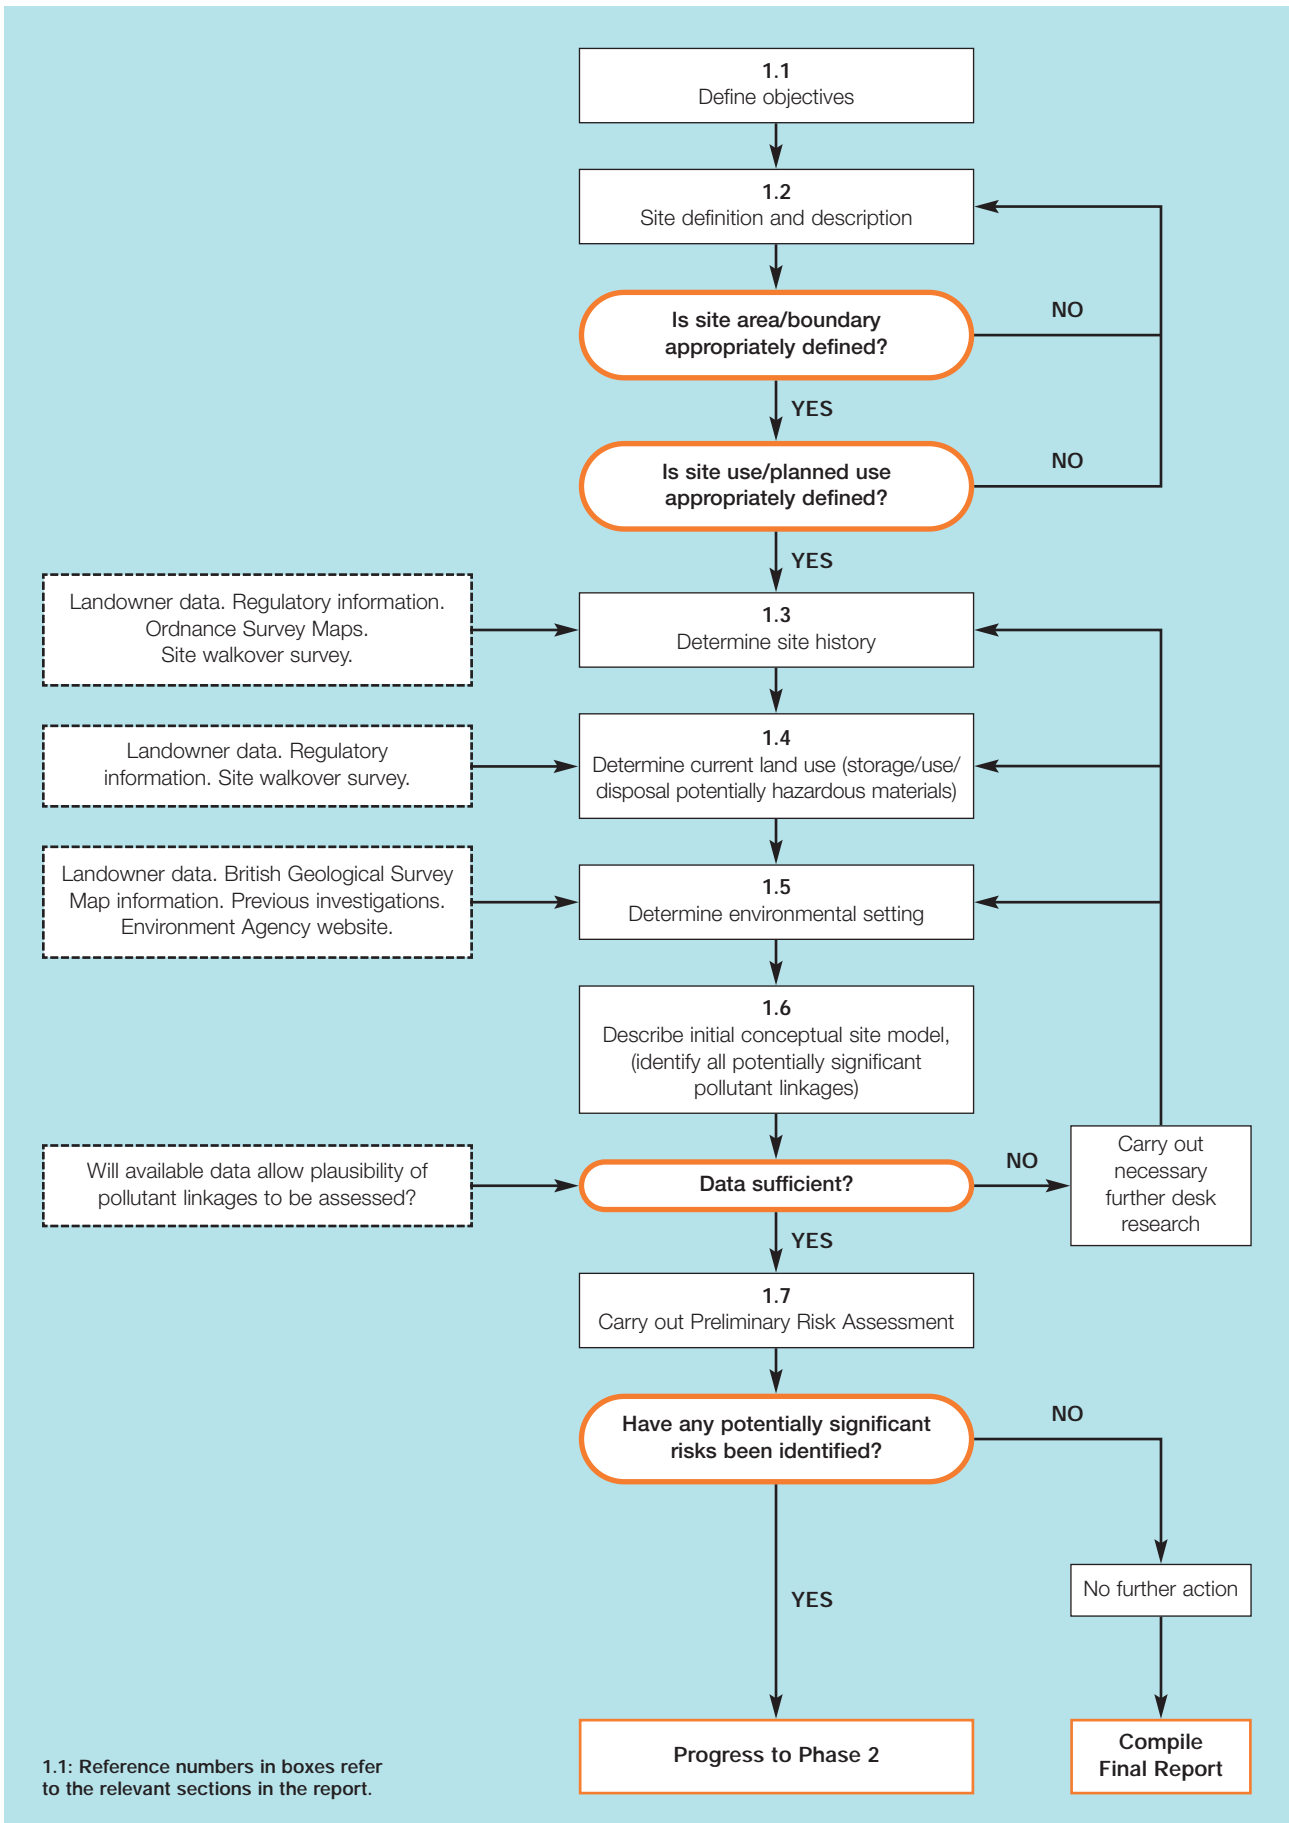 1.1
Define objectives
1.2
Site definition and description
Is site area/boundary
appropriately defined?
NO
YES
Is site use/planned use
appropriately defined?
NO
YES
Landowner data. Regulatory information.
Ordnance Survey Maps.
Site walkover survey.
1.3
Determine site history
Landowner data. Regulatory
information. Site walkover survey.
1.4
Determine current land use (storage/use/
disposal potentially hazardous materials)
Landowner data. British Geological Survey
Map information. Previous investigations.
Environment Agency website.
1.5
Determine environmental setting
1.6
Describe initial conceptual site model,
(identify all potentially significant
pollutant linkages)
Will available data allow plausibility of
pollutant linkages to be assessed?
Data sufficient?
NO
Carry out
necessary
further desk
research
YES
1.7
Carry out Preliminary Risk Assessment
Have any potentially significant
risks been identified?
NO
YES
No further action
Progress to Phase 2
Compile
Final Report
1.1: Reference numbers in boxes refer
to the relevant sections in the report.